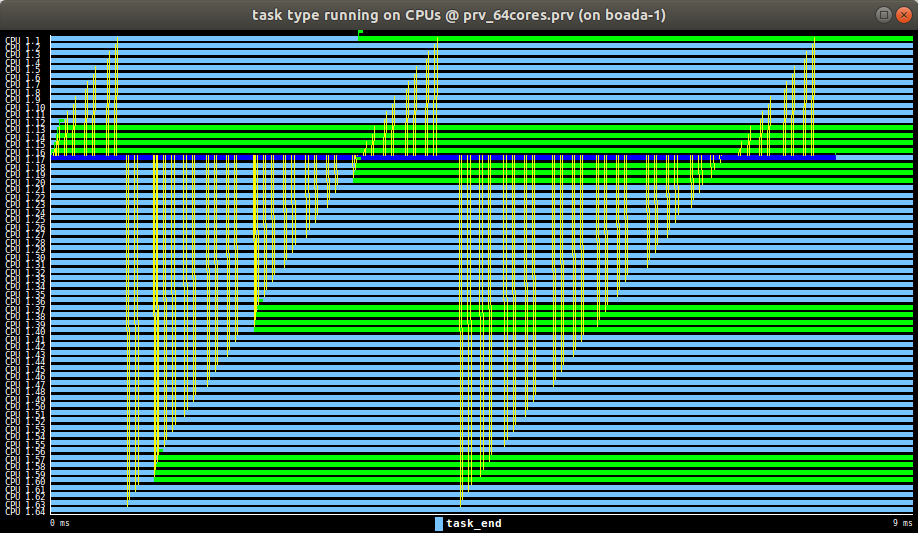 task type running on CPUs @ prv_64cores.prv (on boada-1)
CPU 1.1
CPU 1.2
CPU 1.3
CPU 1.4
CPU 1.5
CPU 1.6
CPU 1.7
CPU 1.8
CPU 1.9
CPU 1.10
CPU 1.11
CPU 1.12
CPU 1.13
CPU 1.14
CPU 1.15
CPU 1.16
CPU 1.17
CPU 1.18
CPU 1.19
CPU 1.20
CPU 1.21
CPU 1.22
CPU 1.23
CPU 1.24
CPU 1.25
CPU 1.26
CPU 1.27
CPU 1.28
CPU 1.29
CPU 1.30
CPU 1.31
CPU 1.32
CPU 1.33
CPU 1.34
CPU 1.35
CPU 1.36
CPU 1.37
CPU 1.38
CPU 1.39
CPU 1.40
CPU 1.41
CPU 1.42
CPU 1.43
CPU 1.44
CPU 1.45
CPU 1.46
CPU 1.47
CPU 1.48
CPU 1.49
CPU 1.50
CPU 1.51
CPU 1.52
CPU 1.53
CPU 1.54
CPU 1.55
CPU 1.56
CPU 1.57
CPU 1.58
CPU 1.59
CPU 1.60
CPU 1.61
CPU 1.62
CPU 1.63
CPU 1.64
0 ms
task_end
9 ms